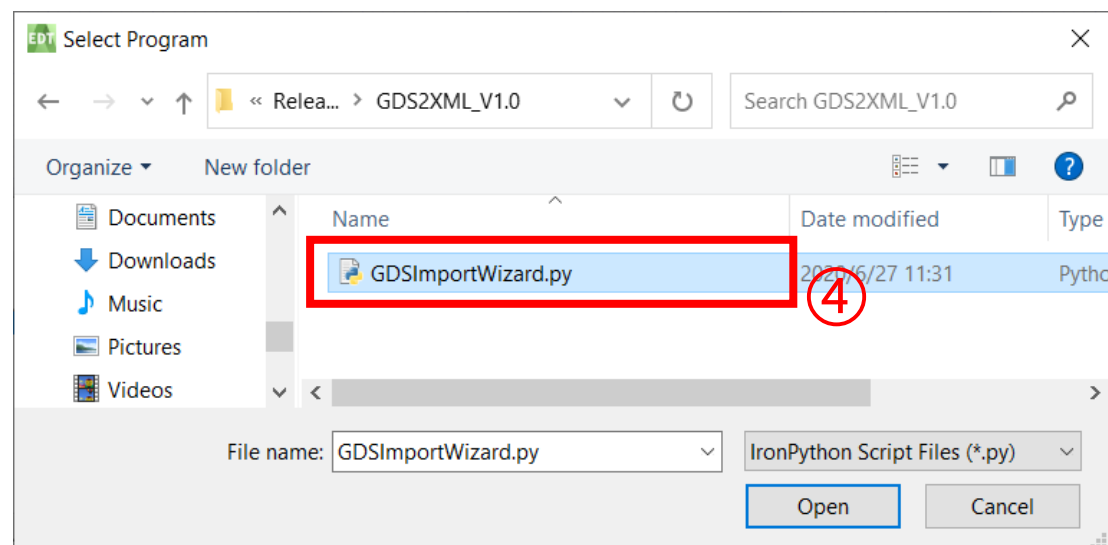 EDT Select Program
« Relea... > GDS2XML_V1.0
Search GDS2XML_V1.0
Organize
New folder
?
Documents
Downloads
Music
Pictures
Videos
Name
Date modified
Type
GDSImportWizard.py
2020/6/27 11:31
Pytho
④
File name:
GDSImportWizard.py
IronPython Script Files (*.py)
Open
Cancel